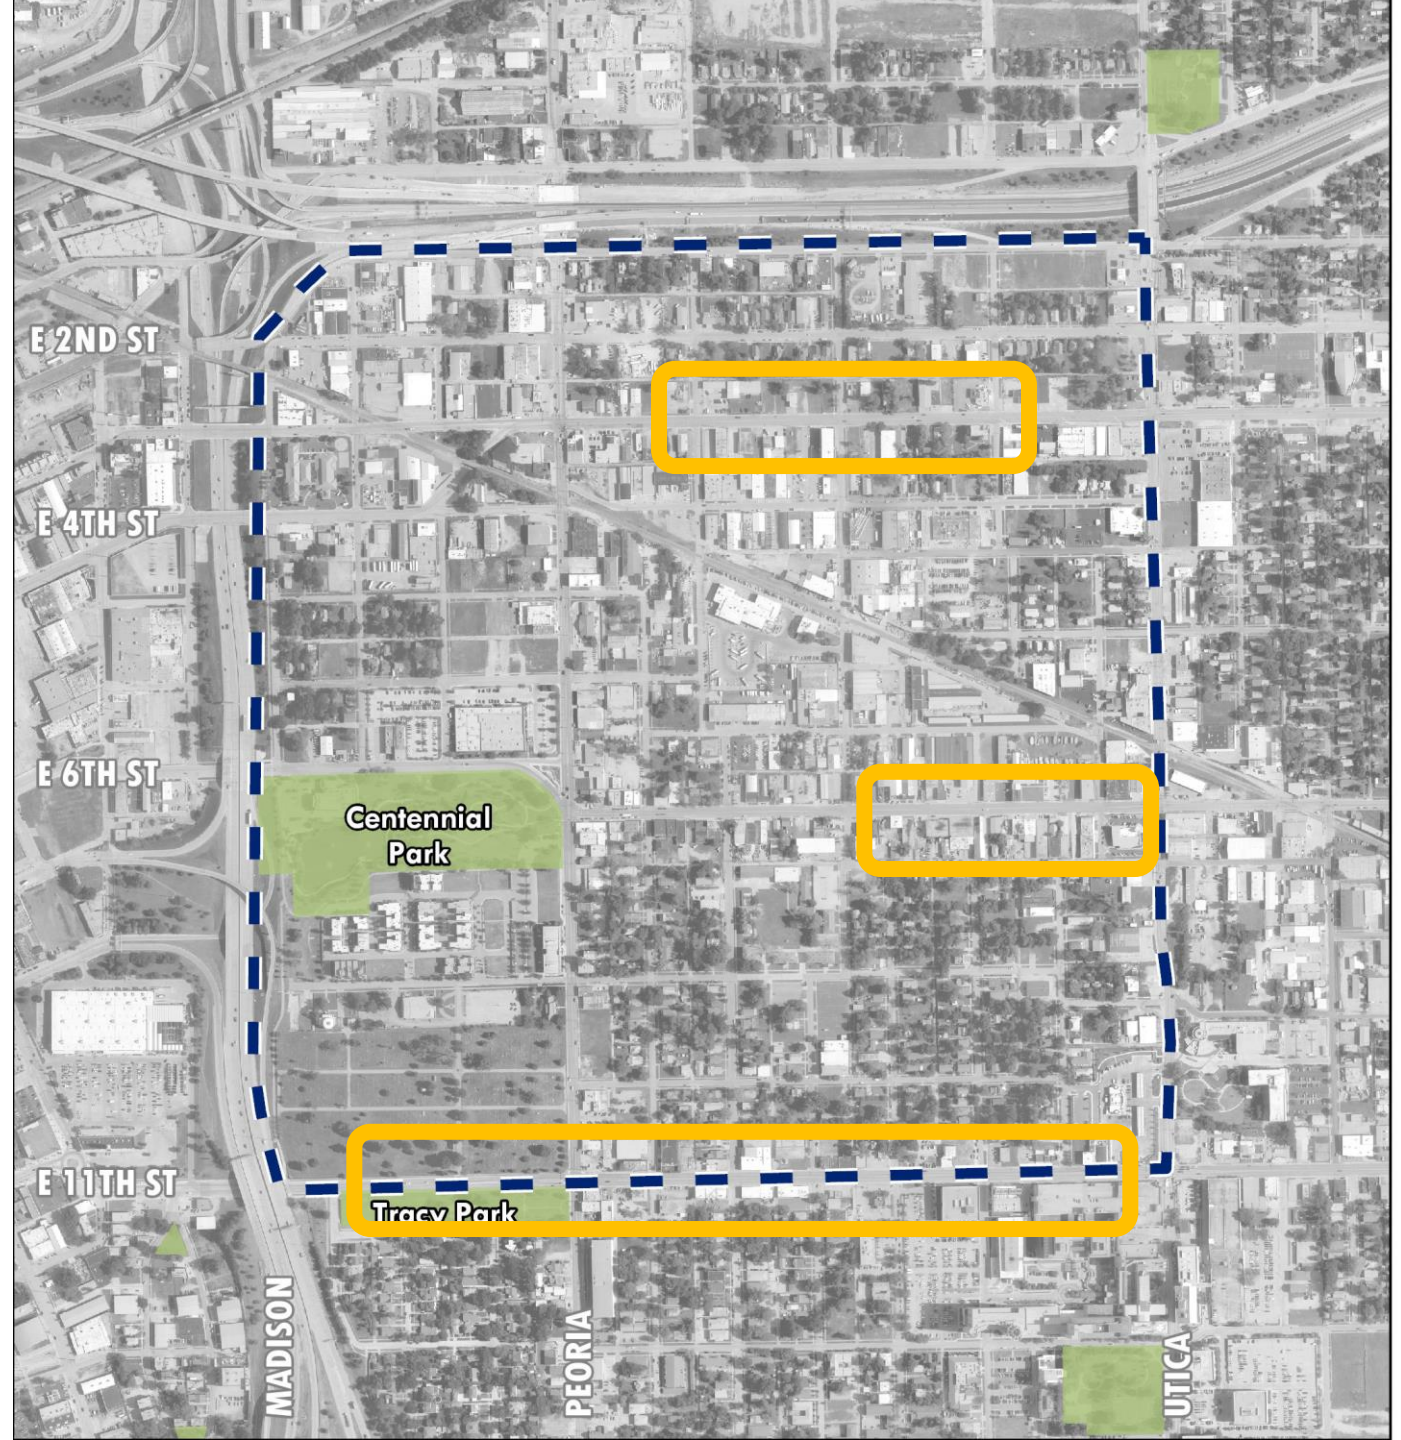 E 2ND ST
E 4TH ST
E 6TH ST
Centennial
Park
E 11TH ST
Tracy Park
MADISON
PEORIA
UTICA